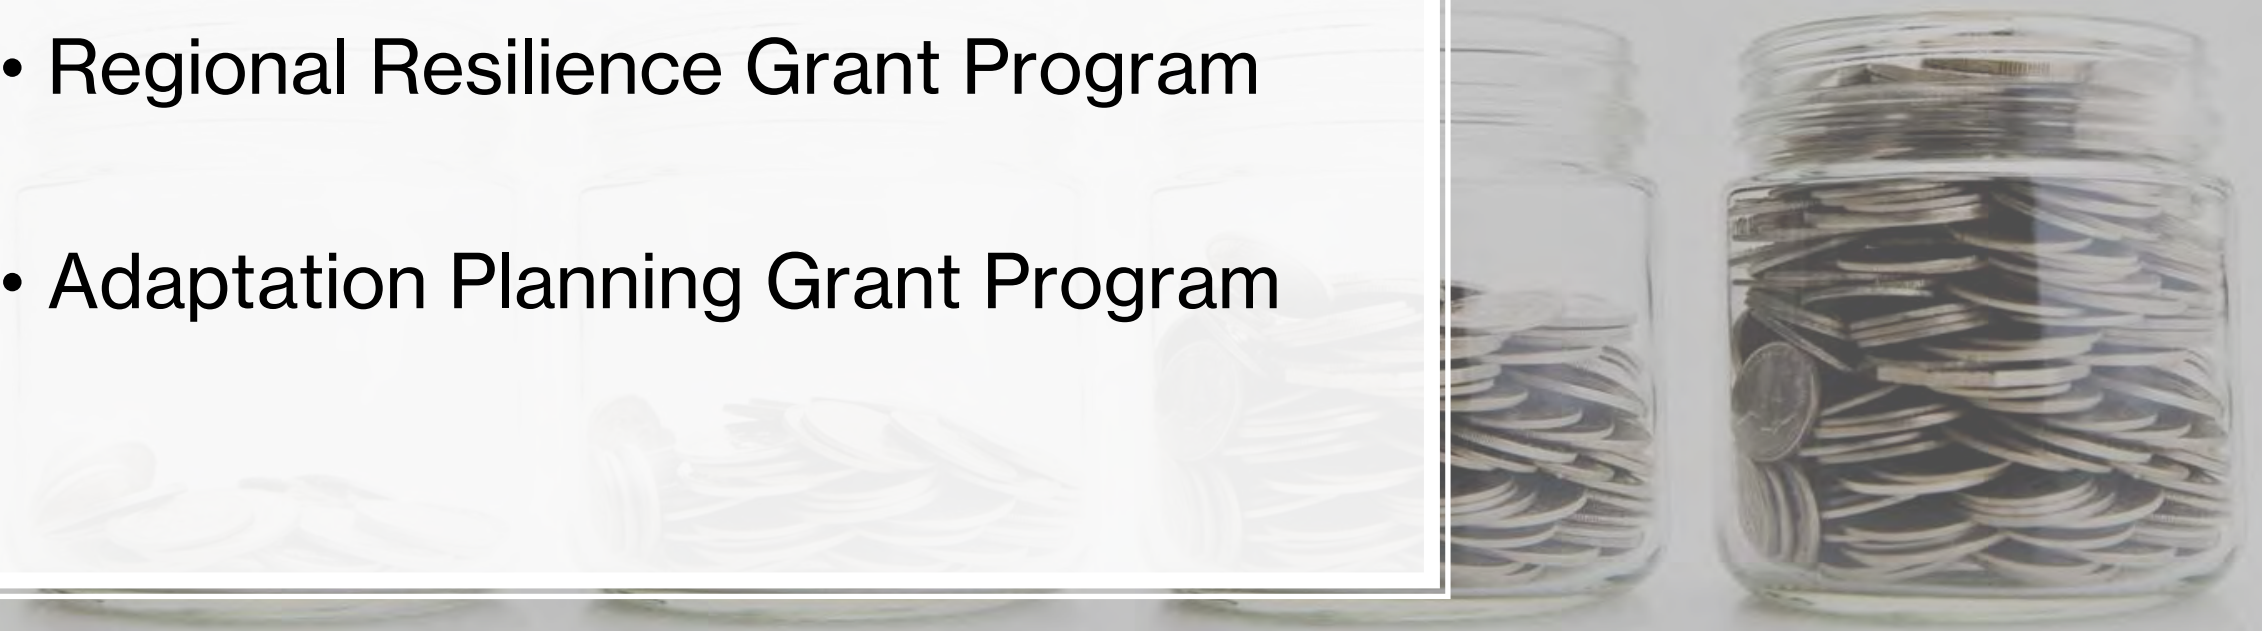 • Regional Resilience Grant Program
• Adaptation Planning Grant Program